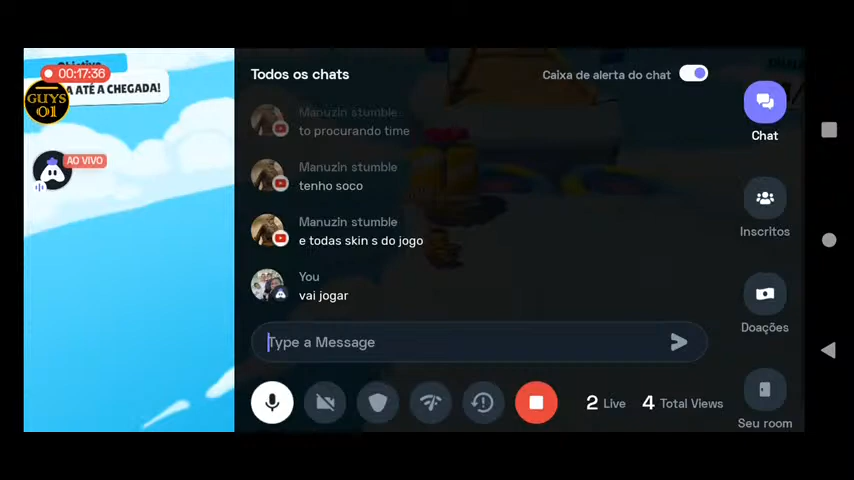 Objetivo
00:17:36
A ATÉ A CHEGADA!
GUYS
01
AO VIVO
Todos os chats
Caixa de alerta do chat
Manuzin stumble
to procurando time
Manuzin stumble
tenho soco
Manuzin stumble
e todas skin s do jogo
You
vai jogar
Type a Message
2 Live
4 Total Views
Chat
Inscritos
Doações
Seu room